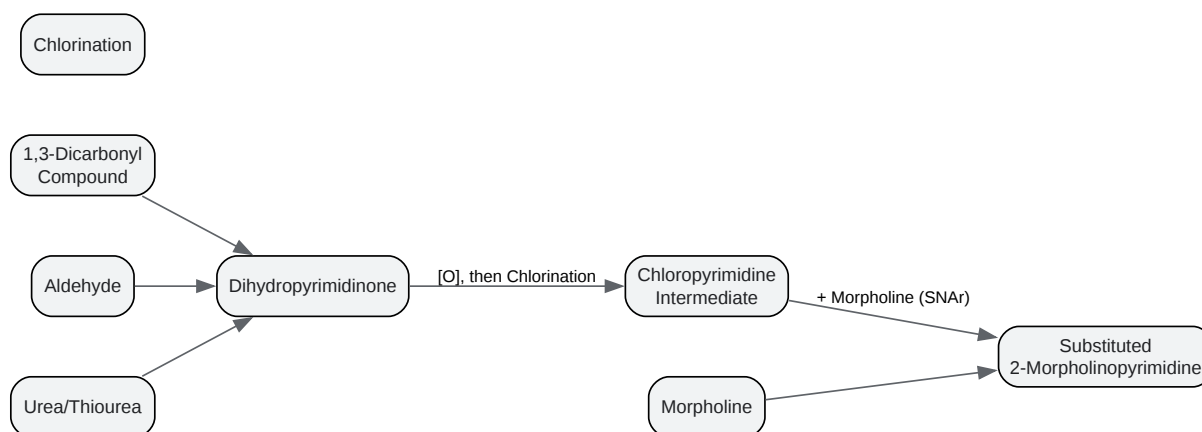 Chlorination
1,3-Dicarbonyl
Compound
Aldehyde
Dihydropyrimidinone
[O], then Chlorination
Chloropyrimidine
Intermediate
+ Morpholine (SNAr)
Substituted
2-Morpholinopyrimidine
Urea/Thiourea
Morpholine